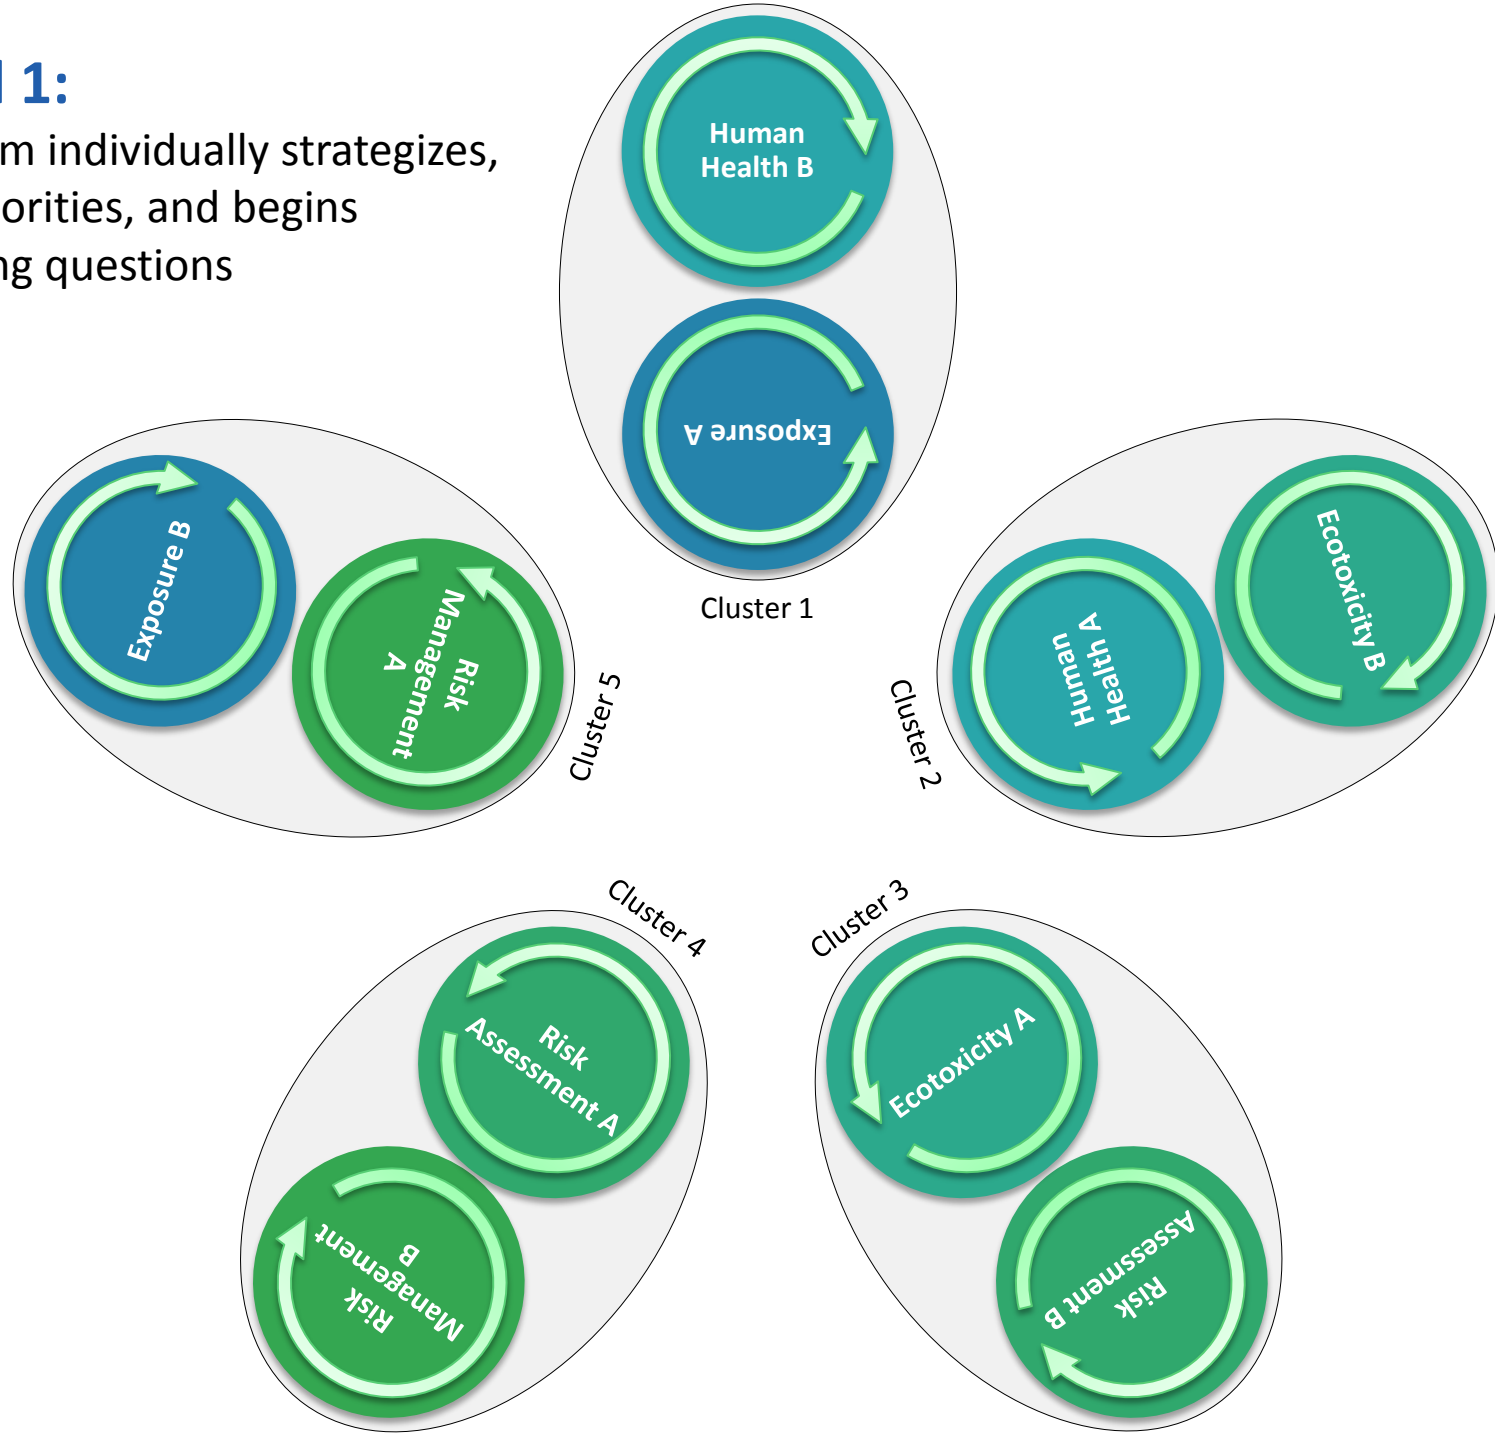 1:
m individually strategizes,
orities, and begins
ng questions
Human
Health B
Exposure A
Cluster 1
Ecotoxicity B
Human
Health A
Cluster 2
Cluster 3
Ecotoxicity A
Risk
Assessment B
Cluster 4
Risk
Assessment A
Risk
Management
B
Exposure B
Risk
Management
A
Cluster 5